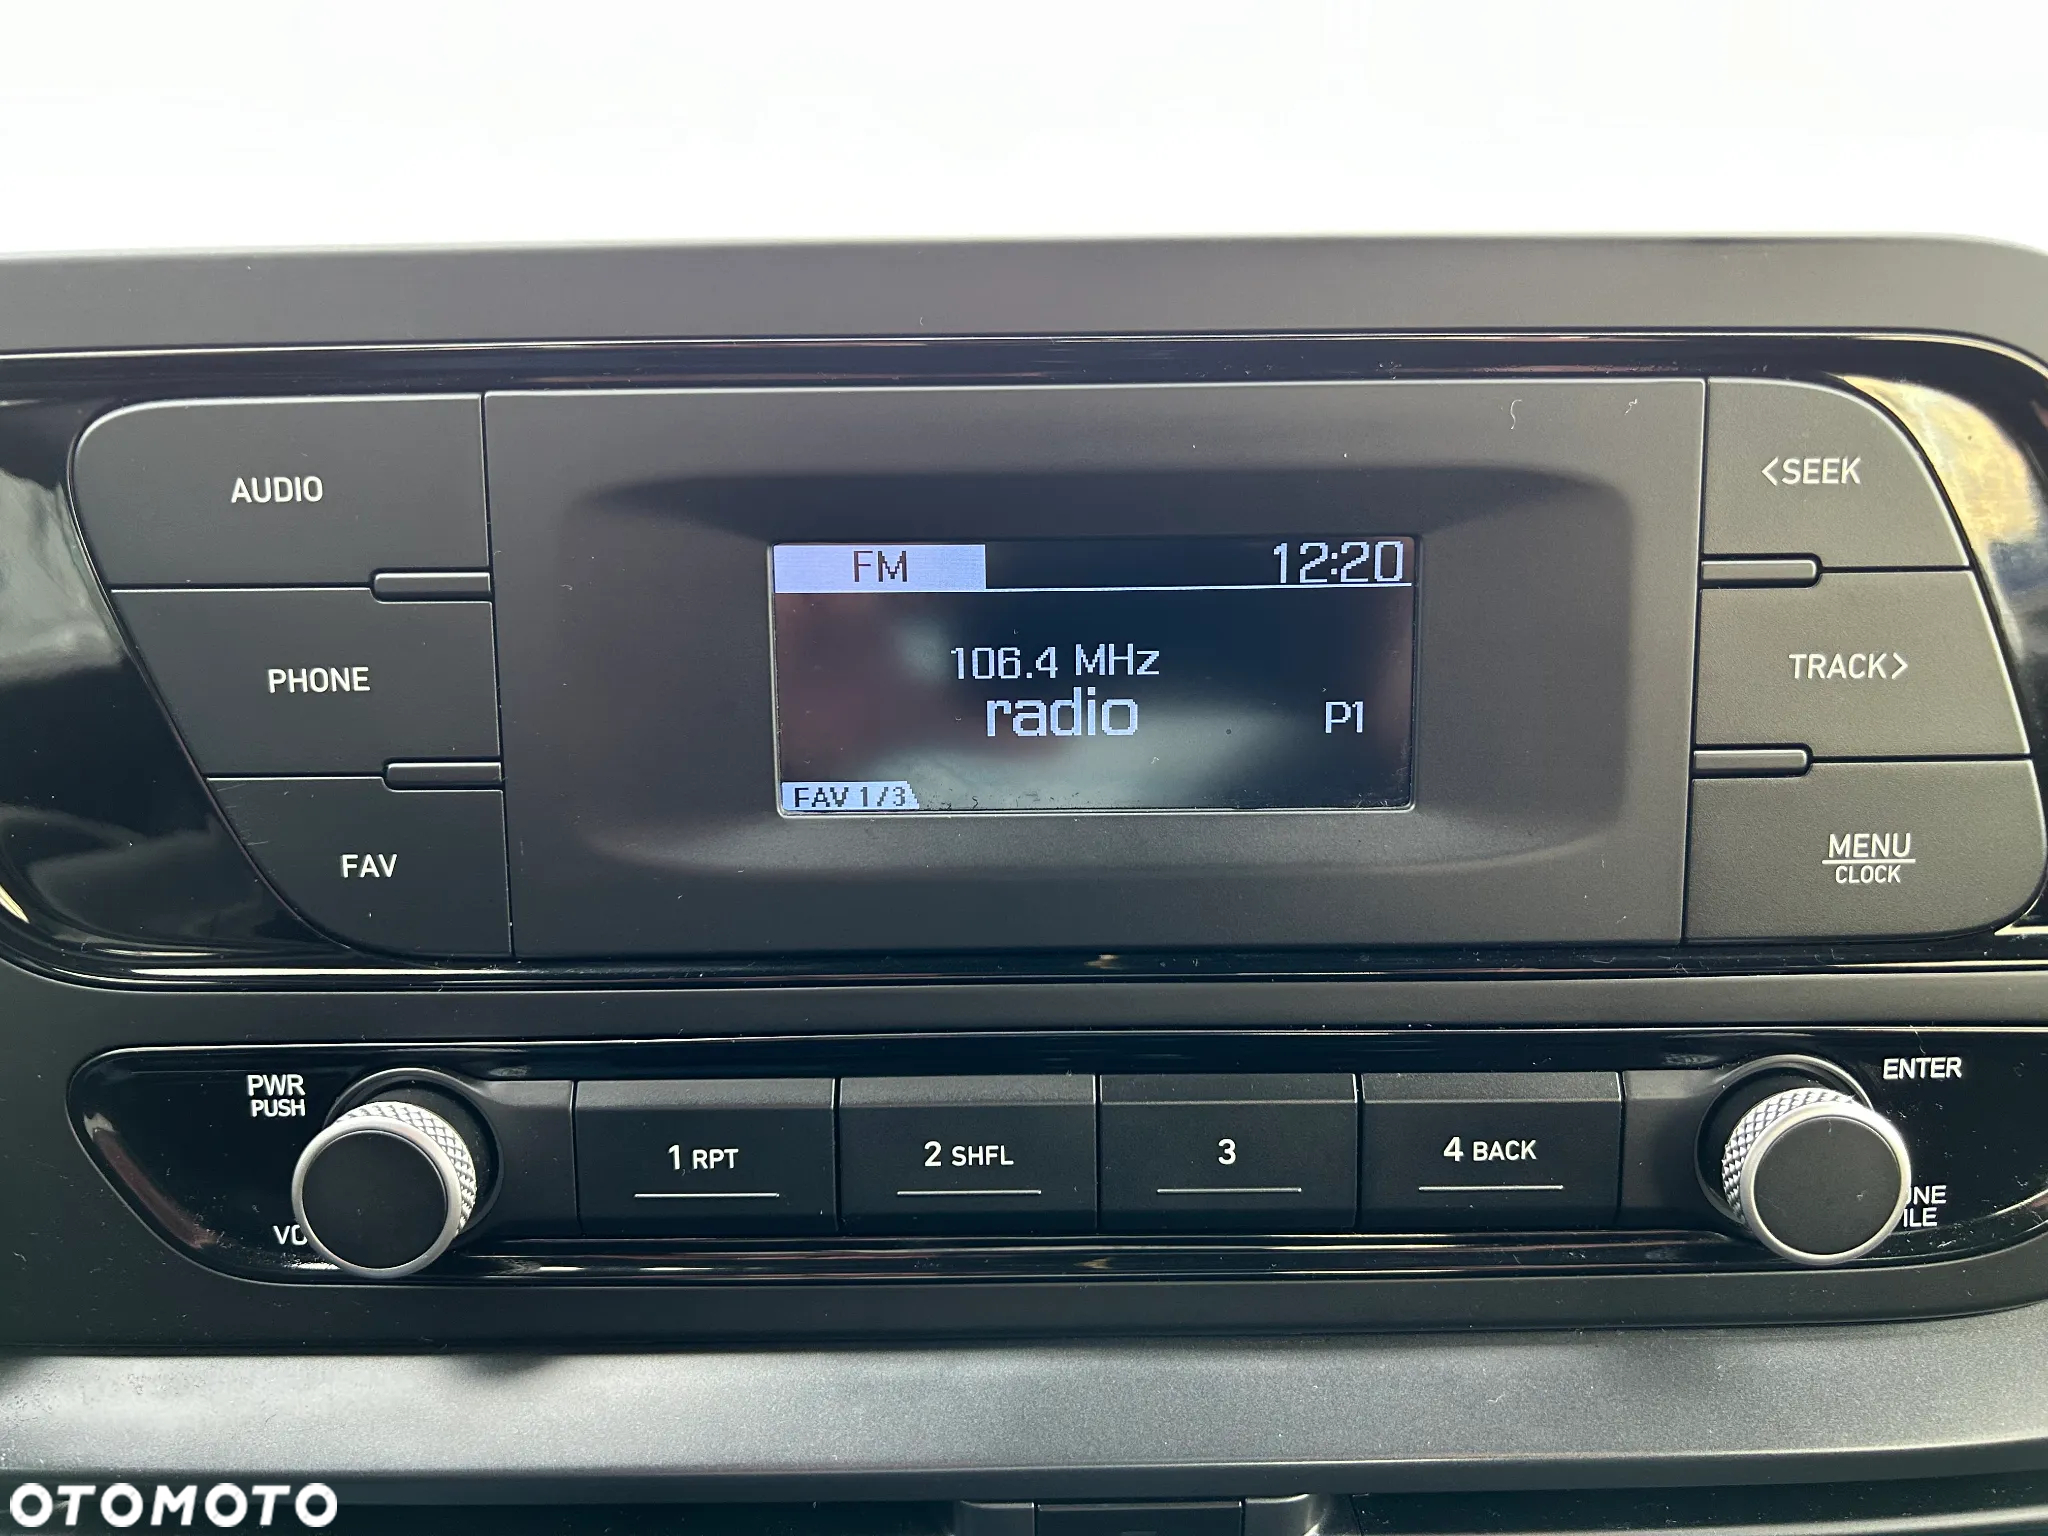 AUDIO
<SEEK
FM 12:20
106.4 MHz
radio P1
PHONE
TRACK>
FAV 1/3
FAV
MENU
CLOCK
PWR
PUSH
ENTER
1 RPT
2 SHFL
3
4 BACK
OTOMOTO